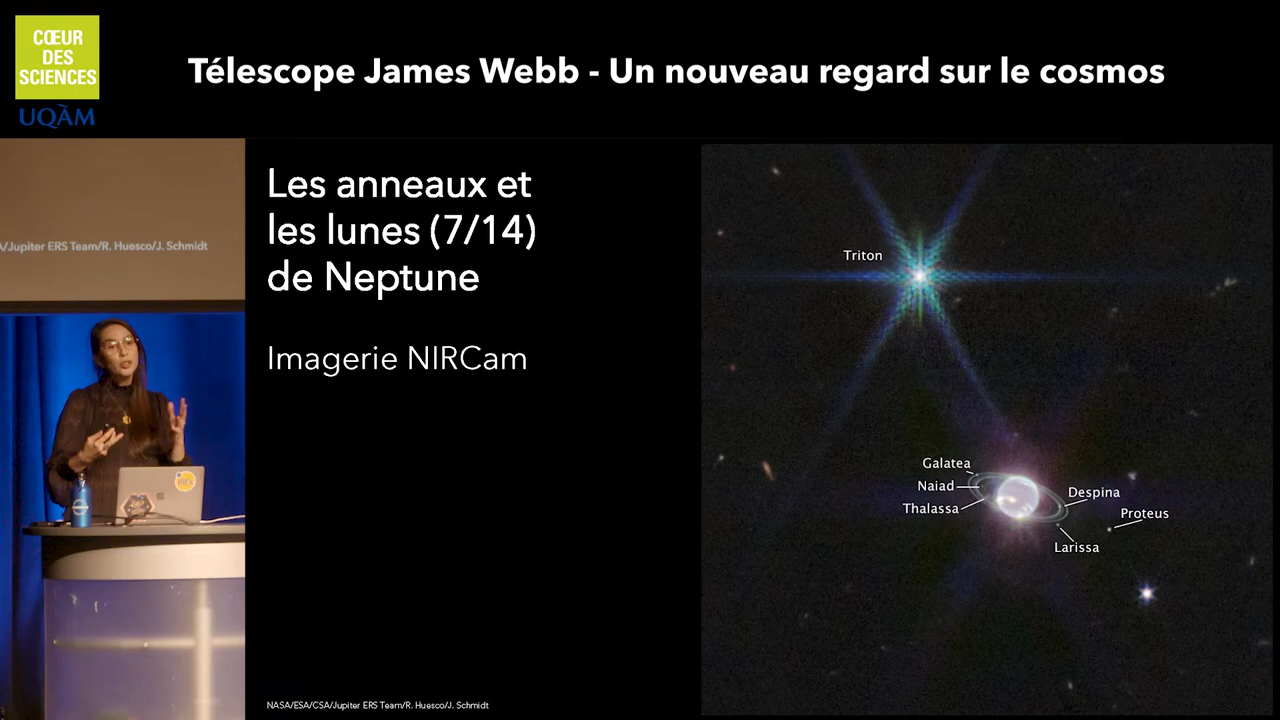 CŒUR
DES
SCIENCES
UQÀM
Télescope James Webb - Un nouveau regard sur le cosmos
A/Jupiter ERS Team/R. Huesco/J. Schmidt
Les anneaux et
les lunes (7/14)
de Neptune
Imagerie NIRCam
Triton
Galatea
Naiad
Thalassa
Despina
Proteus
Larissa
NASA/ESA/CSA/Jupiter ERS Team/R. Huesco/J. Schmidt